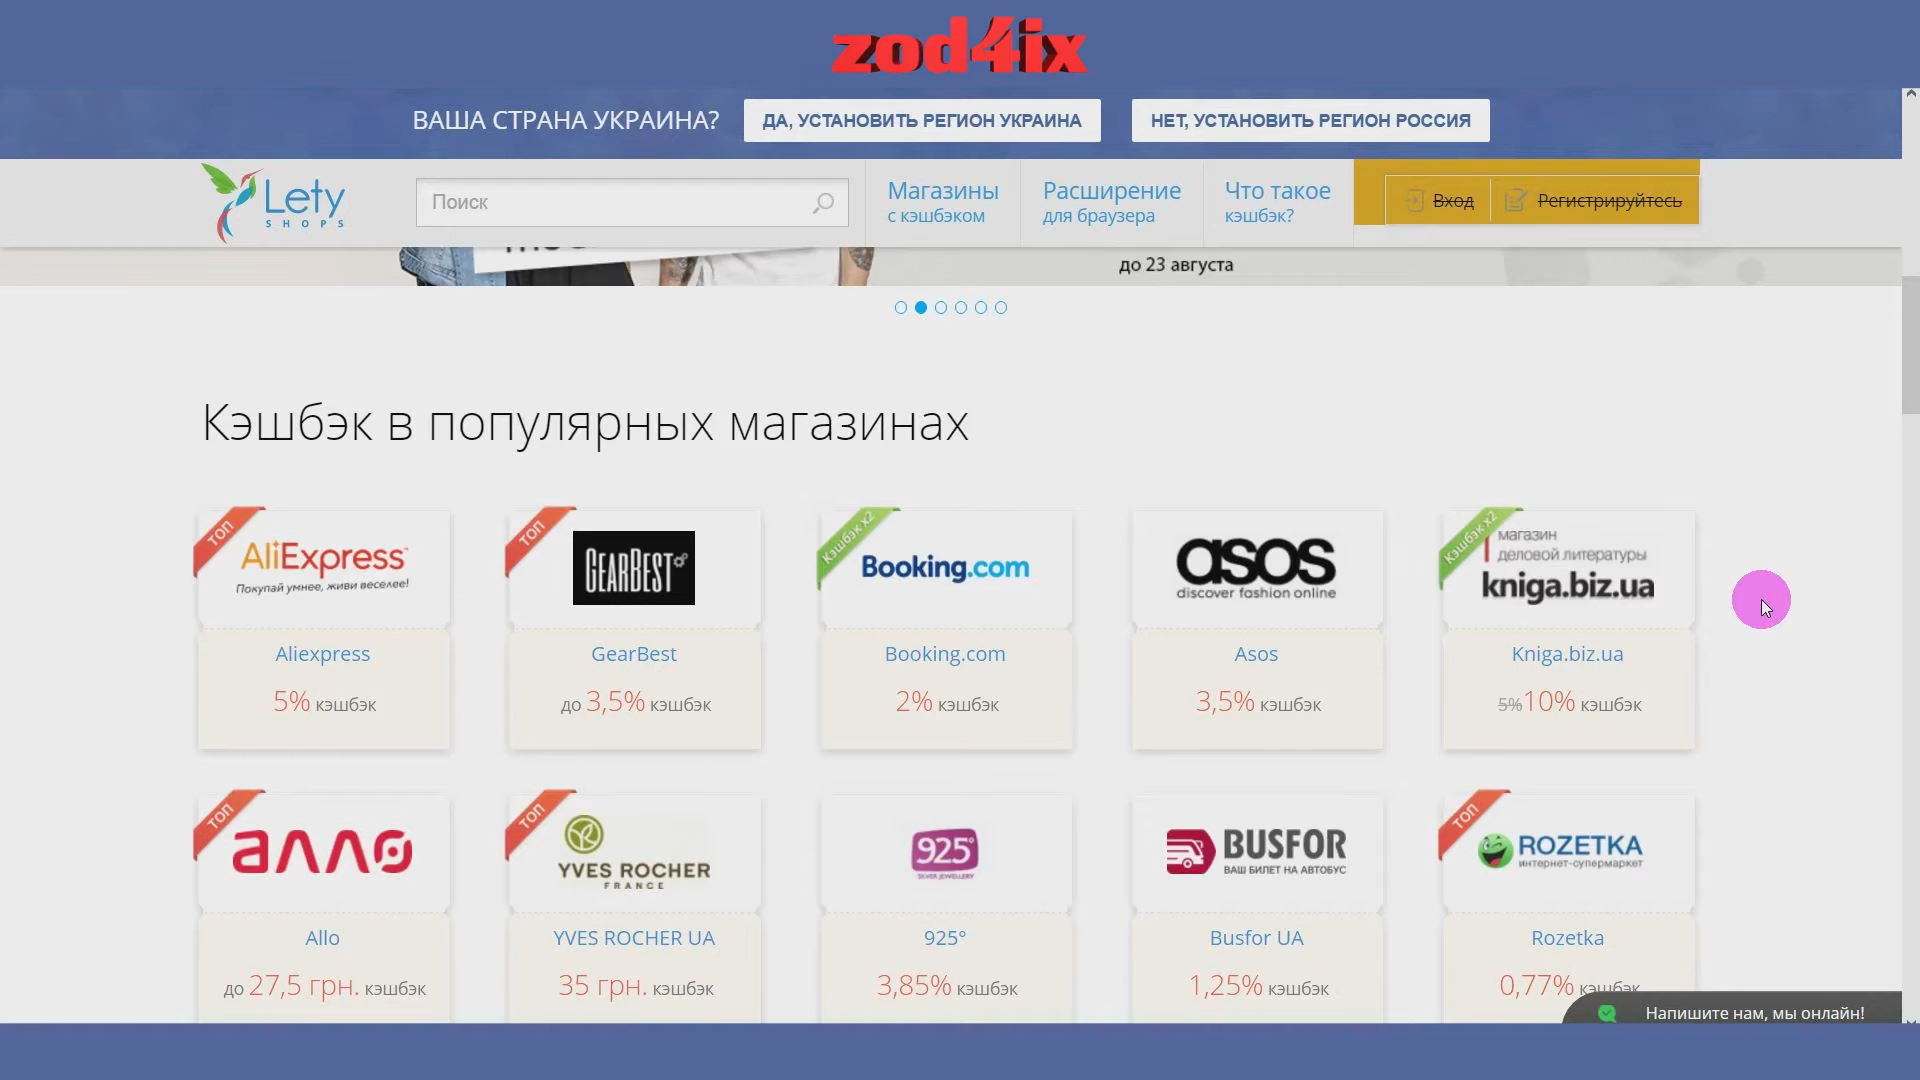 zod4ix
ВАША СТРАНА УКРАИНА?
ДА, УСТАНОВИТЬ РЕГИОН УКРАИНА
НЕТ, УСТАНОВИТЬ РЕГИОН РОССИЯ
Lety
SHOPS
Поиск
Магазины
с кэшбэком
Расширение
для браузера
Что такое
кэшбэк?
Вход
Регистрируйтесь
до 23 августа
Кэшбэк в популярных магазинах
ТОП
AliExpress
Покупай умнее, живи веселее!
Aliexpress
5% кэшбэк
ТОП
GEARBEST
GearBest
до 3,5% кэшбэк
Кэшбэк x2
Booking.com
Booking.com
2% кэшбэк
asos
discover fashion online
Asos
3,5% кэшбэк
Кэшбэк x2
магазин
деловой литературы
kniga.biz.ua
Kniga.biz.ua
5% 10% кэшбэк
ТОП
алло
Allo
до 27,5 грн. кэшбэк
ТОП
YVES ROCHER
FRANCE
YVES ROCHER UA
35 грн. кэшбэк
925°
SILVER JEWELLERY
925°
3,85% кэшбэк
BUSFOR
ВАШ БИЛЕТ НА АВТОБУС
Busfor UA
1,25% кэшбэк
ТОП
ROZETKA
интернет-супермаркет
Rozetka
0,77% кэшбэк
Напишите нам, мы онлайн!